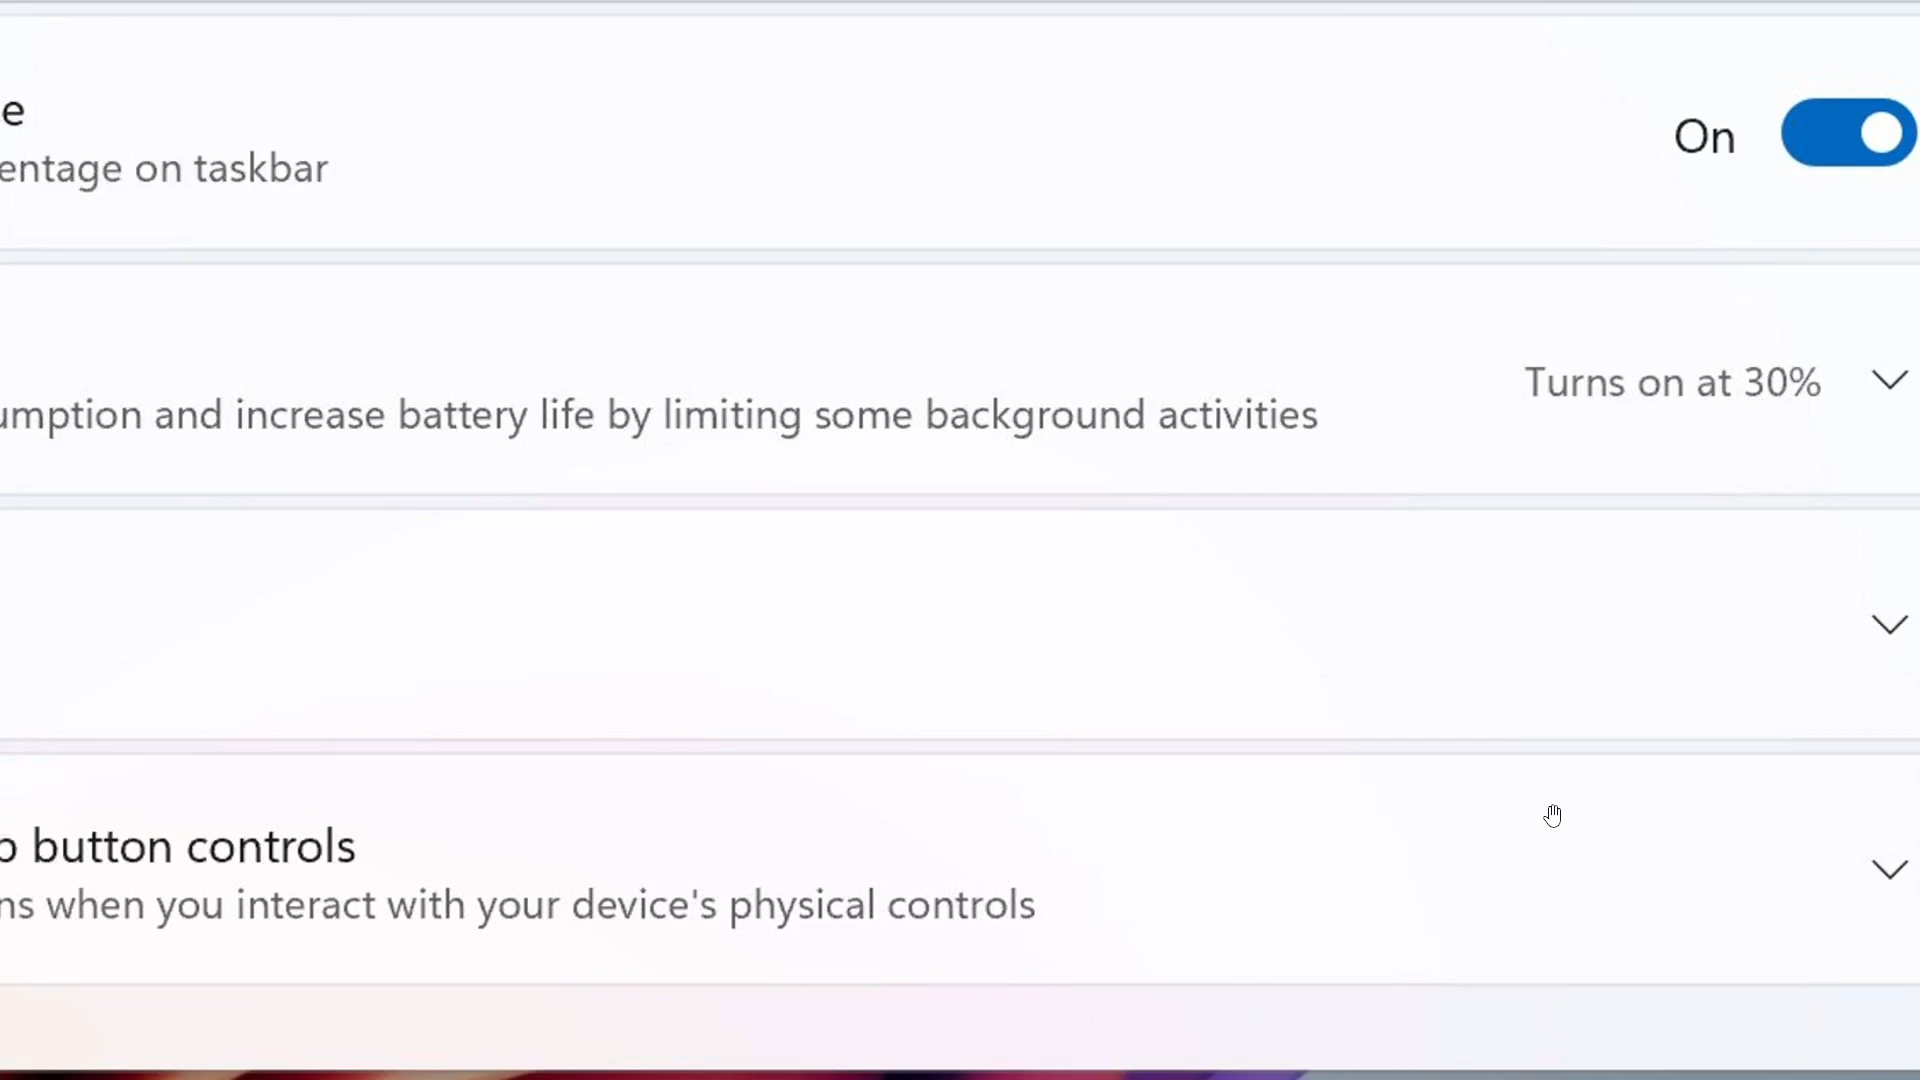 e
entage on taskbar
On
umption and increase battery life by limiting some background activities
Turns on at 30%
button controls
ns when you interact with your device's physical controls